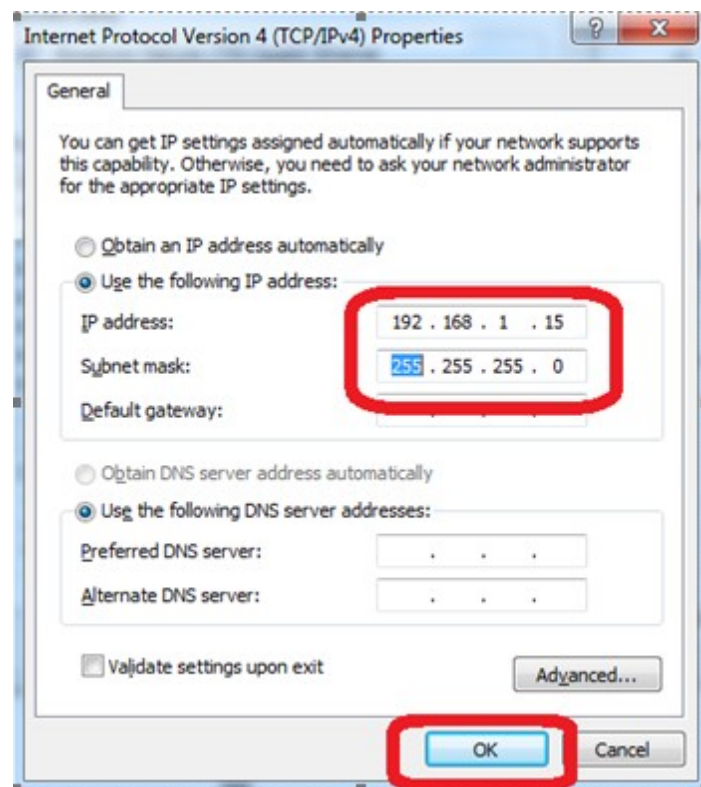 Internet Protocol Version 4 (TCP/IPv4) Properties
General
You can get IP settings assigned automatically if your network supports
this capability. Otherwise, you need to ask your network administrator
for the appropriate IP settings.
Obtain an IP address automatically
Use the following IP address:
IP address: 192 . 168 . 1 . 15
Subnet mask: 255 . 255 . 255 . 0
Default gateway: . . .
Obtain DNS server address automatically
Use the following DNS server addresses:
Preferred DNS server: . . .
Alternate DNS server: . . .
Validate settings upon exit
Advanced...
OK Cancel